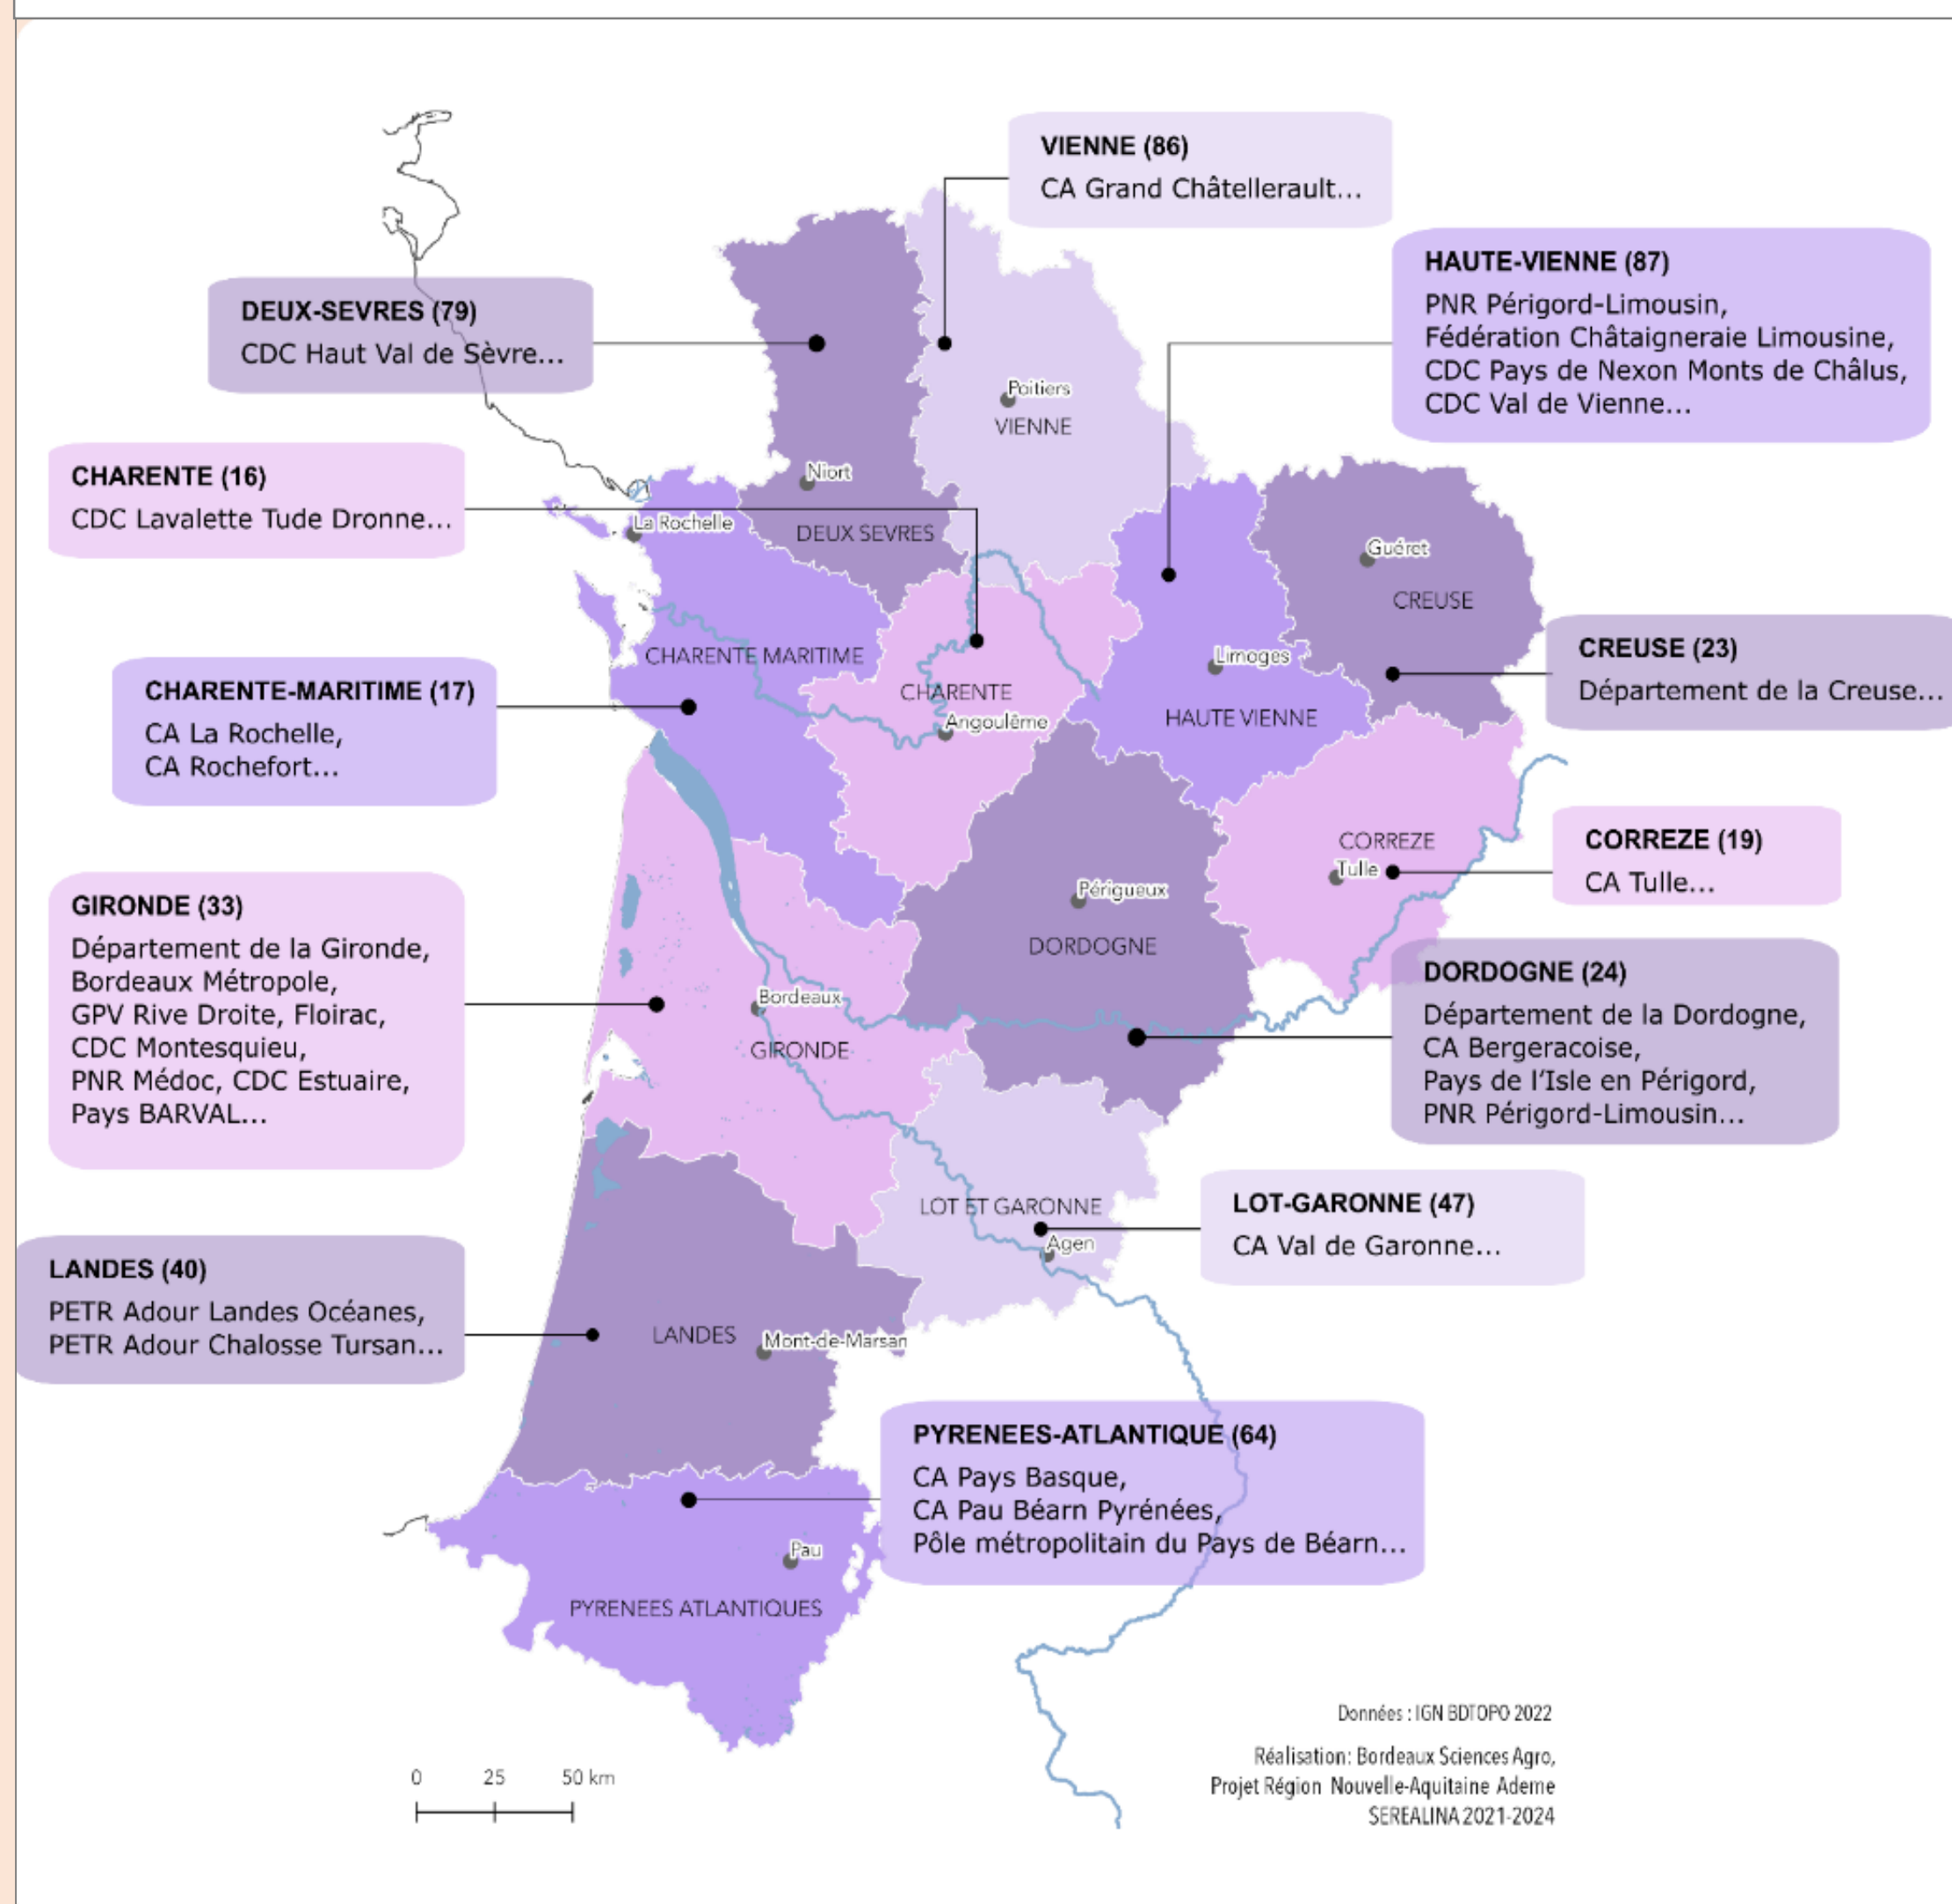 VIENNE (86)
CA Grand Châtellerault...
HAUTE-VIENNE (87)
PNR Périgord-Limousin,
Fédération Châtaigneraie Limousine,
CDC Pays de Nexon Monts de Châlus,
CDC Val de Vienne...
DEUX-SEVRES (79)
CDC Haut Val de Sèvre...
Poitiers
VIENNE
CHARENTE (16)
CDC Lavalette Tude Dronne...
Niort
La Rochelle
DEUX SEVRES
Guéret
CREUSE
CREUSE (23)
Département de la Creuse...
CHARENTE MARITIME
Limoges
CHARENTE-MARITIME (17)
CA La Rochelle,
CA Rochefort...
CHARENTE
Angoulême
HAUTE VIENNE
CORREZE
Tulle
CORREZE (19)
CA Tulle...
GIRONDE (33)
Département de la Gironde,
Bordeaux Métropole,
GPV Rive Droite, Floirac,
CDC Montesquieu,
PNR Médoc, CDC Estuaire,
Pays BARVAL...
Périgueux
DORDOGNE
DORDOGNE (24)
Département de la Dordogne,
CA Bergeracoise,
Pays de l'Isle en Périgord,
PNR Périgord-Limousin...
Bordeaux
GIRONDE
LOT ET GARONNE
Agen
LOT-GARONNE (47)
CA Val de Garonne...
LANDES (40)
PETR Adour Landes Océanes,
PETR Adour Chalosse Tursan...
LANDES
Mont-de-Marsan
PYRENEES-ATLANTIQUE (64)
CA Pays Basque,
CA Pau Béarn Pyrénées,
Pôle métropolitain du Pays de Béarn...
Pau
PYRENEES ATLANTIQUES
0 25 50 km
Données : IGN BDTOPO 2022
Réalisation: Bordeaux Sciences Agro,
Projet Région Nouvelle-Aquitaine Ademe
SEREALINA 2021-2024